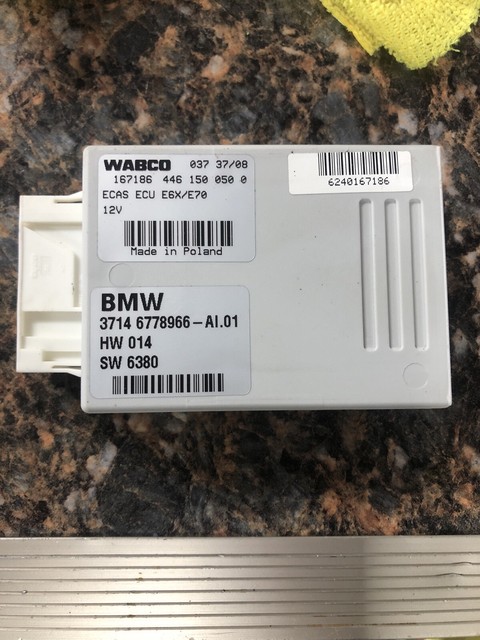 WABCO 037 37/08
167186 446 150 050 0
ECAS ECU E6X/E70
12V
Made in Poland
6240167186
BMW
3714 6778966-AI.01
HW 014
SW 6380